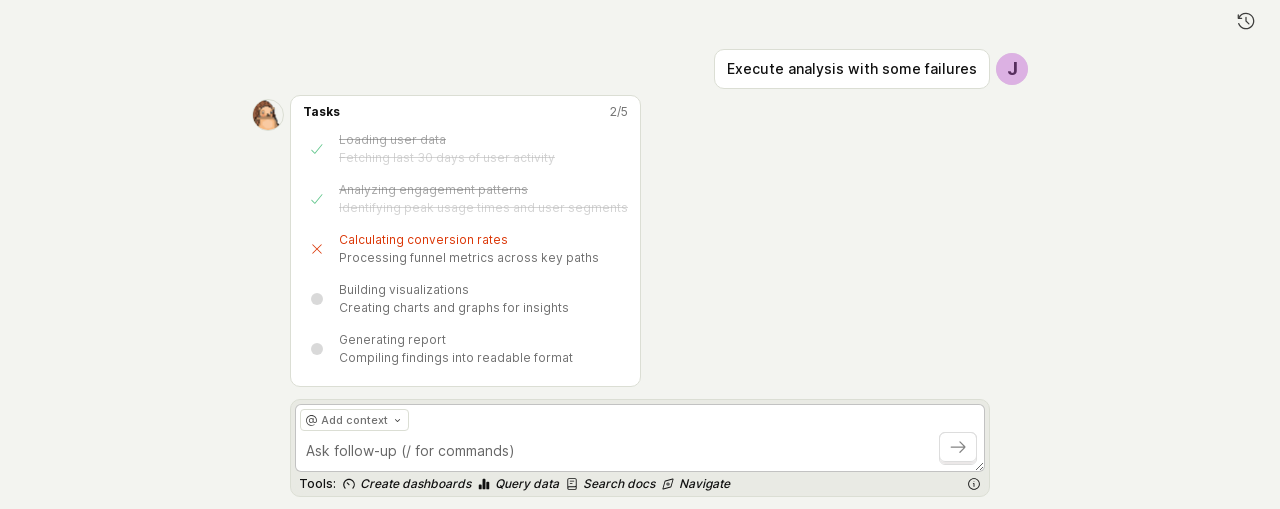 Execute analysis with some failures
J
Tasks
2/5
Loading user data
Fetching last 30 days of user activity
Analyzing engagement patterns
Identifying peak usage times and user segments
Calculating conversion rates
Processing funnel metrics across key paths
Building visualizations
Creating charts and graphs for insights
Generating report
Compiling findings into readable format
@ Add context
Ask follow-up (/ for commands)
Tools: Create dashboards Query data Search docs Navigate